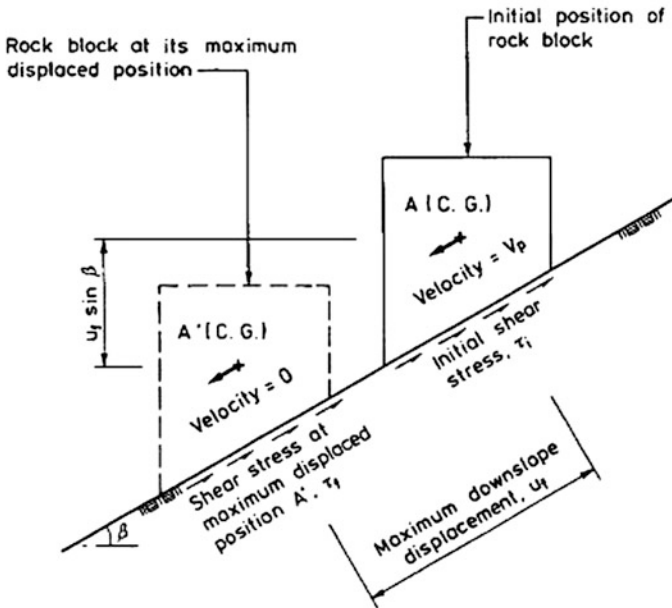 Initial position of
rock block
Rock block at its maximum
displaced position
A (C. G.)
Velocity = Vp
u_f sin β
A' (C. G.)
Velocity = 0
Initial shear
stress, τ_i
Shear stress at
maximum displaced
position A', τ_f
Maximum downslope
displacement, u_f
β